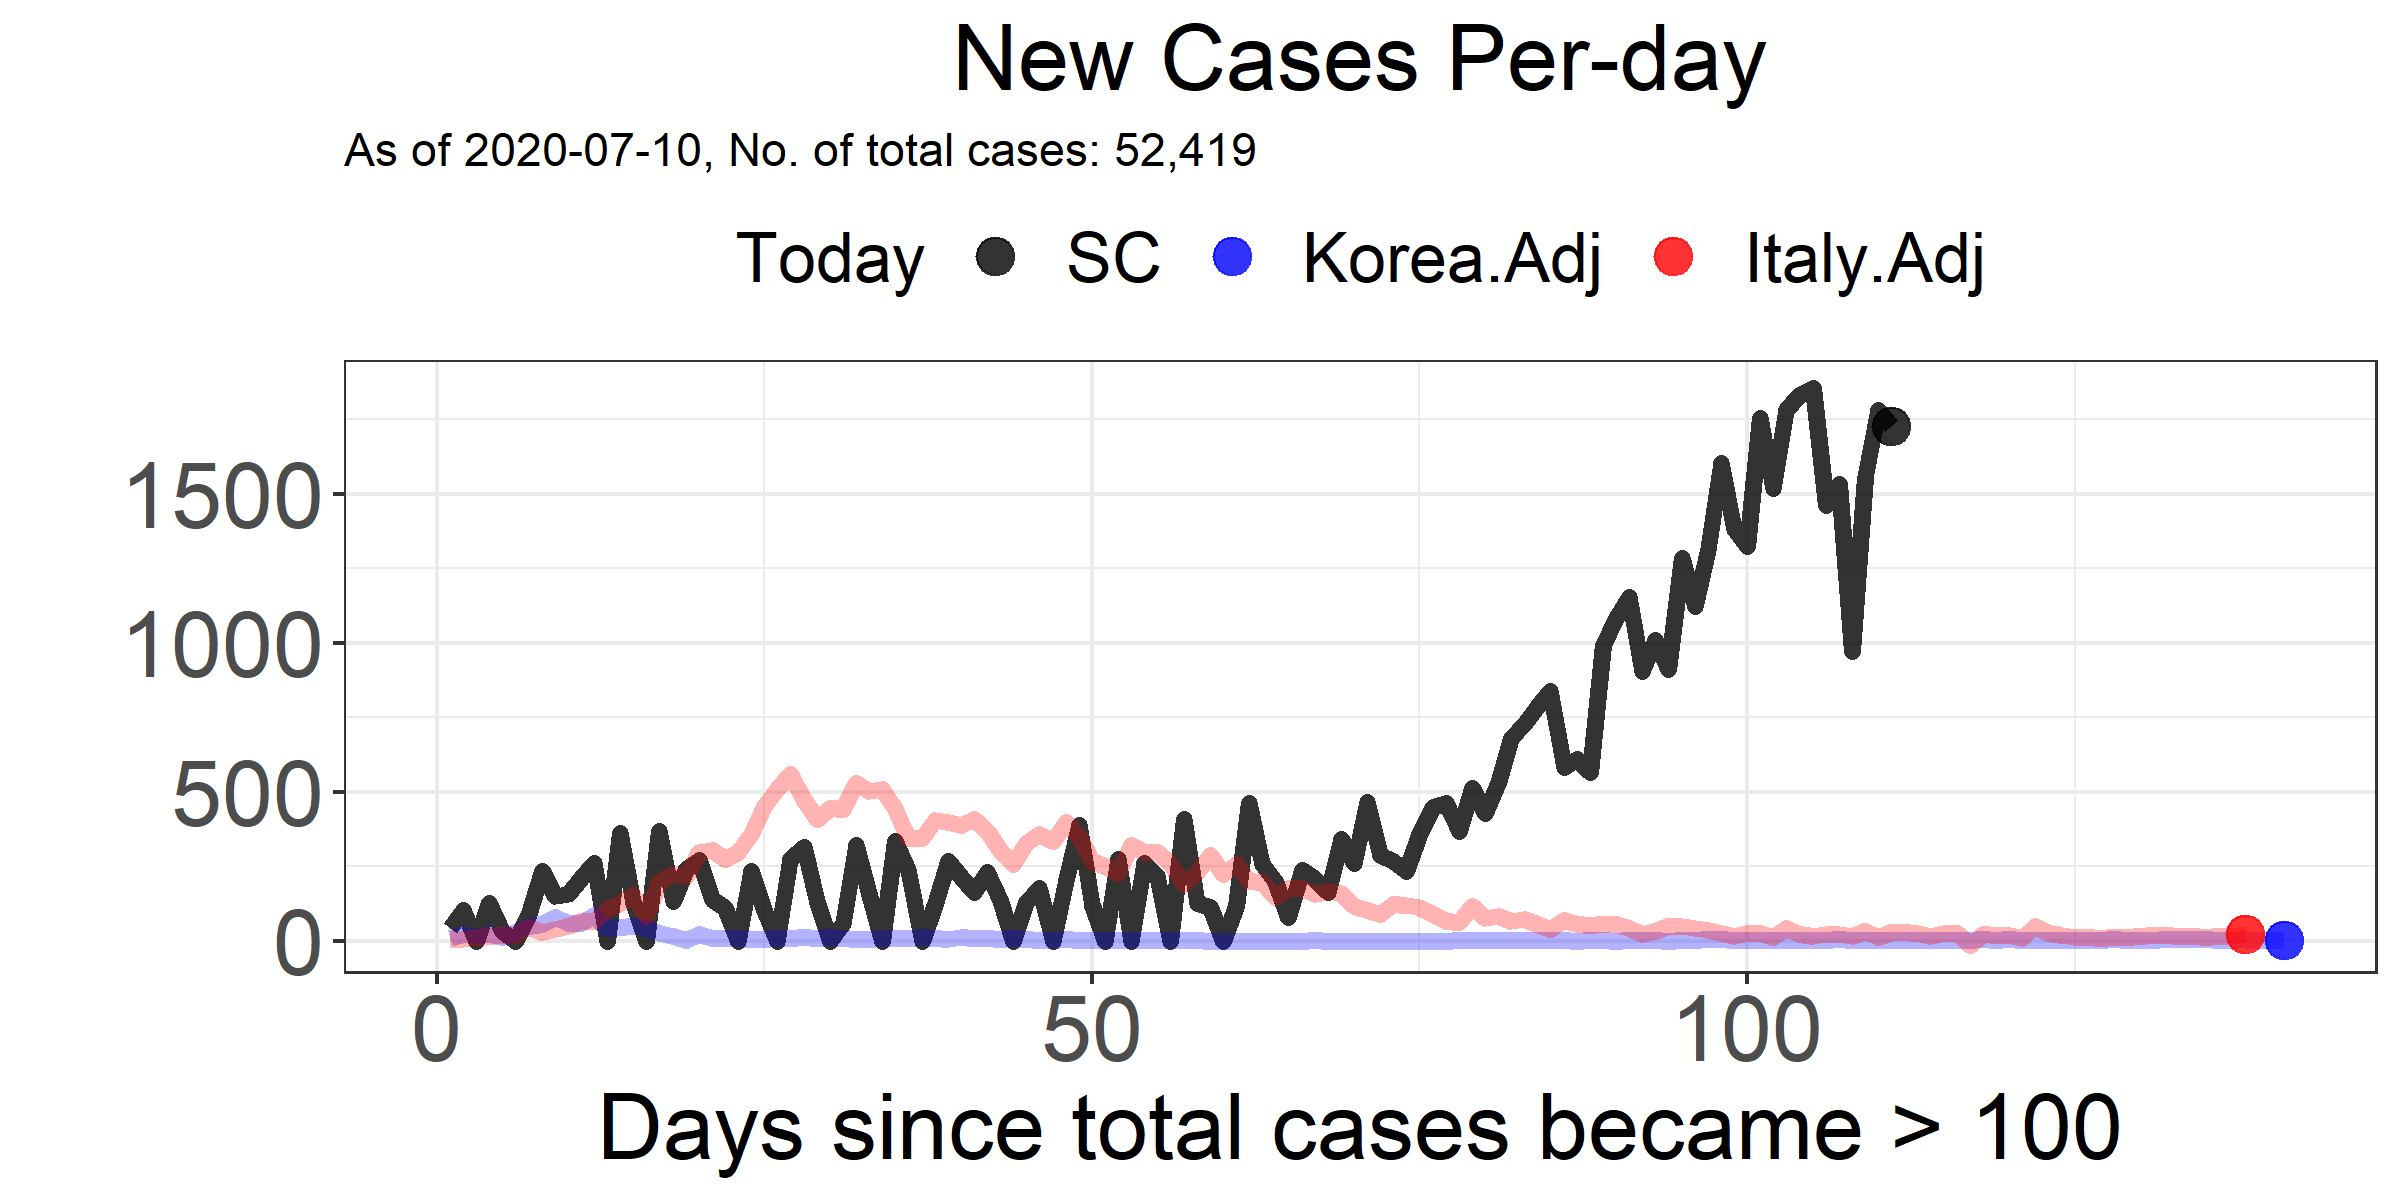 New Cases Per-day
As of 2020-07-10, No. of total cases: 52,419
Today SC Korea.Adj Italy.Adj
1500
1000
500
0
0 50 100
Days since total cases became > 100